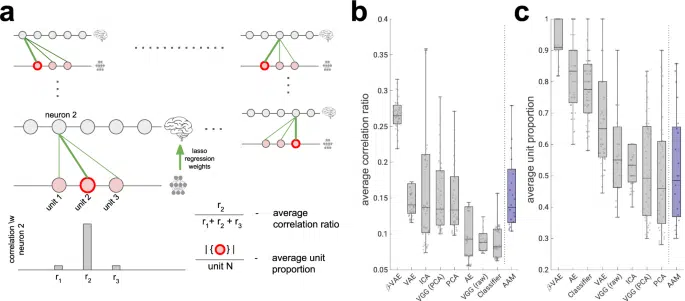 a
neuron 2
lasso
regression
weights
unit 1 unit 2 unit 3
correlation \w
neuron 2
r1 r2 r3
r2
r1+ r2 + r3
- average
correlation ratio
| { } |
unit N
- average unit
proportion
b
average correlation ratio
0.4
0.35
0.3
0.25
0.2
0.15
0.1
0.05
β-VAE
VAE
ICA
VGG (PCA)
PCA
AE
VGG (raw)
Classifier
AAM
c
average unit proportion
1
0.9
0.8
0.7
0.6
0.5
0.4
0.3
0.2
β-VAE
AE
Classifier
VAE
VGG (raw)
ICA
VGG (PCA)
PCA
AAM